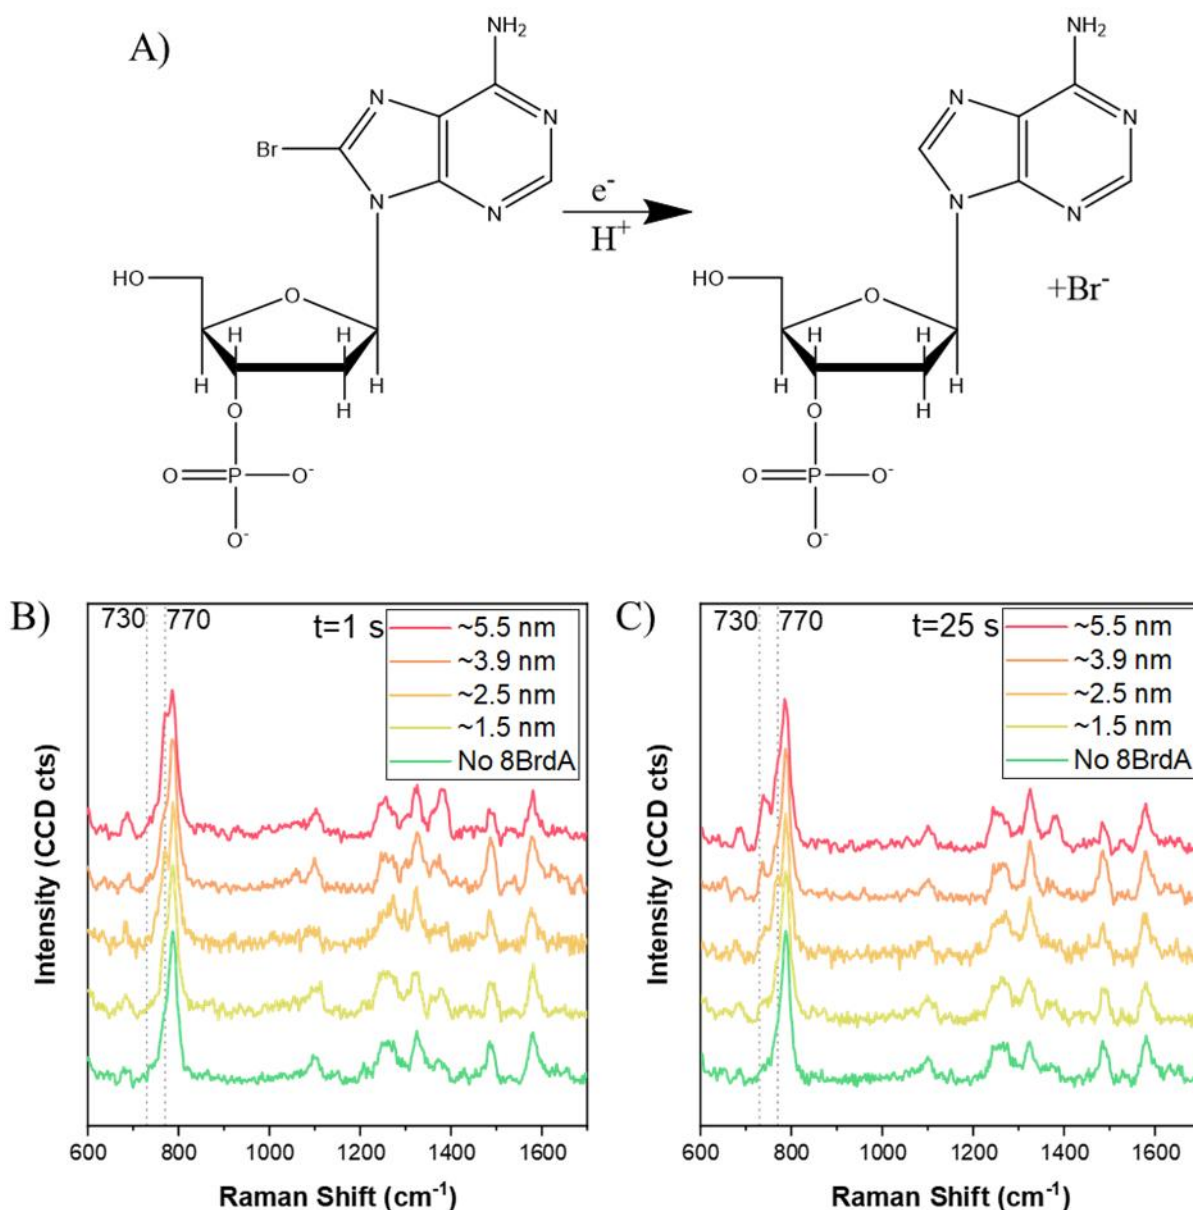 A)
NH₂
N
N
Br
N
N
HO
O
H
H
H
H
H
O
O
P
O⁻
O⁻
e⁻
H⁺
NH₂
N
N
N
N
HO
O
+Br⁻
H
H
H
H
H
O
O
P
O⁻
O⁻
B)
730
770
t=1 s
~5.5 nm
~3.9 nm
~2.5 nm
~1.5 nm
No 8BrdA
Intensity (CCD cts)
600
800
1000
1200
1400
1600
Raman Shift (cm⁻¹)
C)
730
770
t=25 s
~5.5 nm
~3.9 nm
~2.5 nm
~1.5 nm
No 8BrdA
Intensity (CCD cts)
600
800
1000
1200
1400
1600
Raman Shift (cm⁻¹)